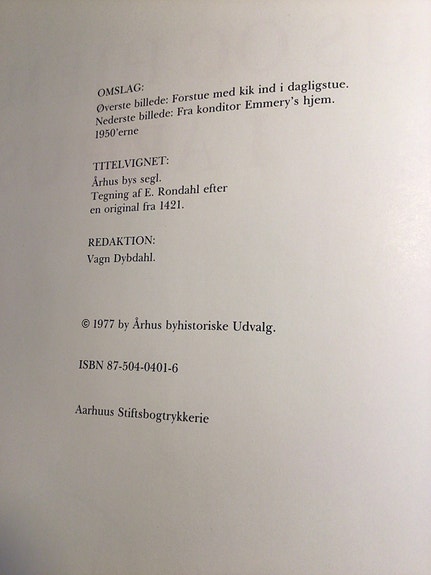 OMSLAG:
Øverste billede: Forstue med kik ind i dagligstue.
Nederste billede: Fra konditor Emmery's hjem.
1950'erne
TITELVIGNET:
Århus bys segl.
Tegning af E. Rondahl efter
en original fra 1421.
REDAKTION:
Vagn Dybdahl.
© 1977 by Århus byhistoriske Udvalg.
ISBN 87-504-0401-6
Aarhuus Stiftsbogtrykkerie